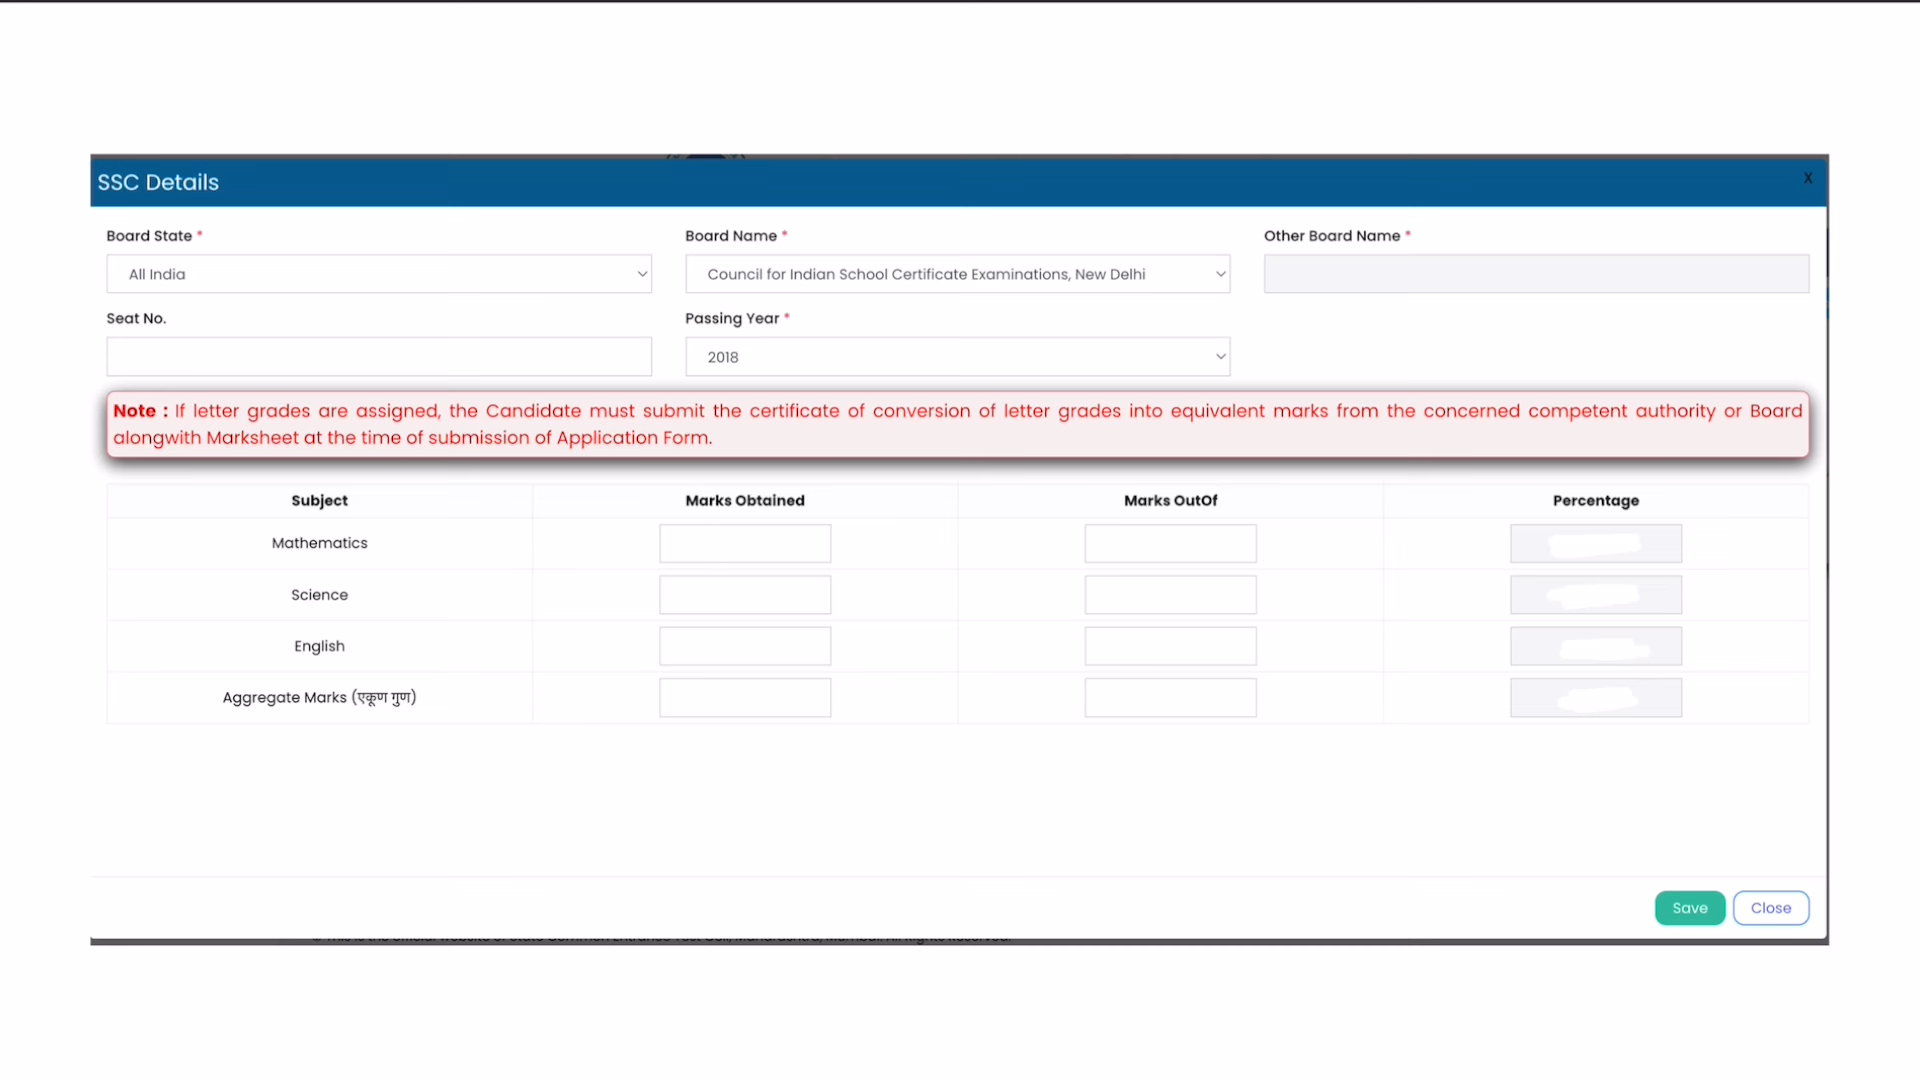 SSC Details
X
Board State *
Board Name *
Other Board Name *
All India
Council for Indian School Certificate Examinations, New Delhi
Seat No.
Passing Year *
2018
Note : If letter grades are assigned, the Candidate must submit the certificate of conversion of letter grades into equivalent marks from the concerned competent authority or Board
alongwith Marksheet at the time of submission of Application Form.
Subject Marks Obtained Marks OutOf Percentage
Mathematics
Science
English
Aggregate Marks (एकूण गुण)
Save
Close